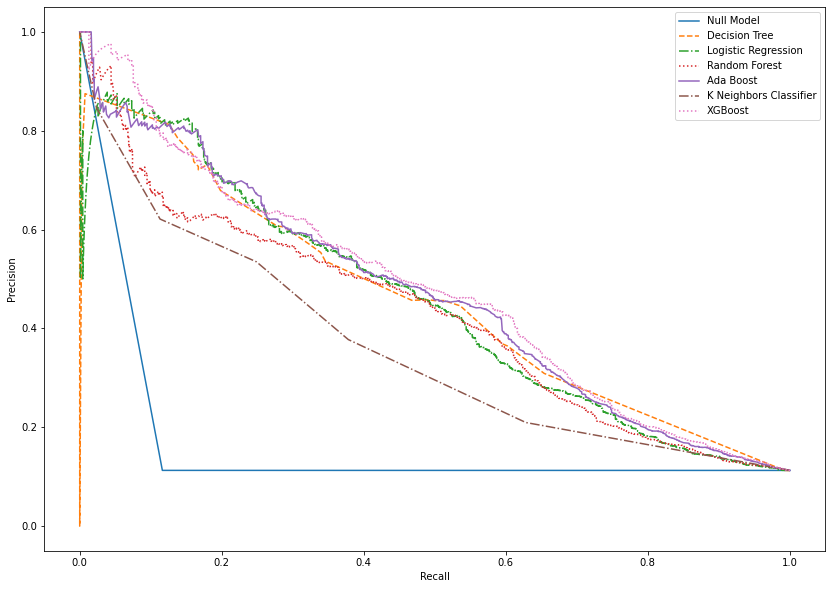 1.0
0.8
0.6
0.4
0.2
0.0
Precision
0.0
0.2
0.4
0.6
0.8
1.0
Recall
Null Model
Decision Tree
Logistic Regression
Random Forest
Ada Boost
K Neighbors Classifier
XGBoost